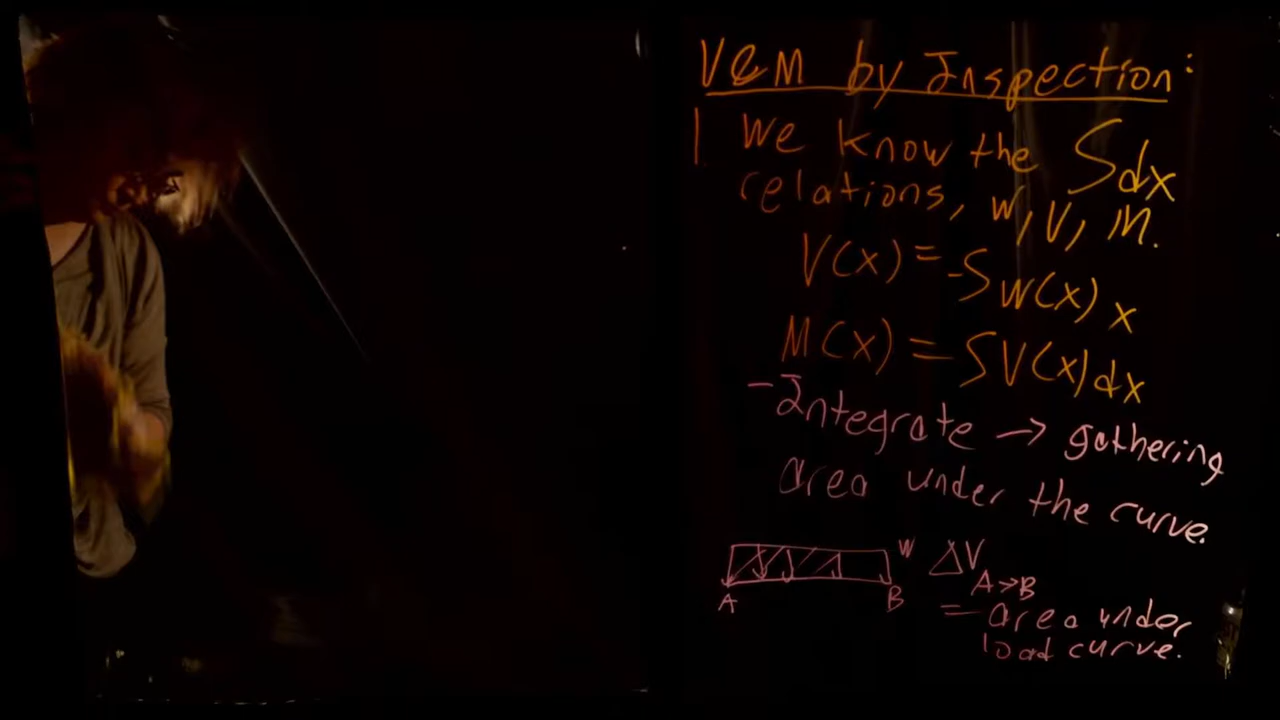 V&M by Inspection:
1 We know the ∫dx
relations, w, V, M.
V(x) = -∫w(x) x
M(x) = ∫V(x)dx
- Integrate → gathering
area under the curve.
w ΔV A→B
A B
= area under
load curve.